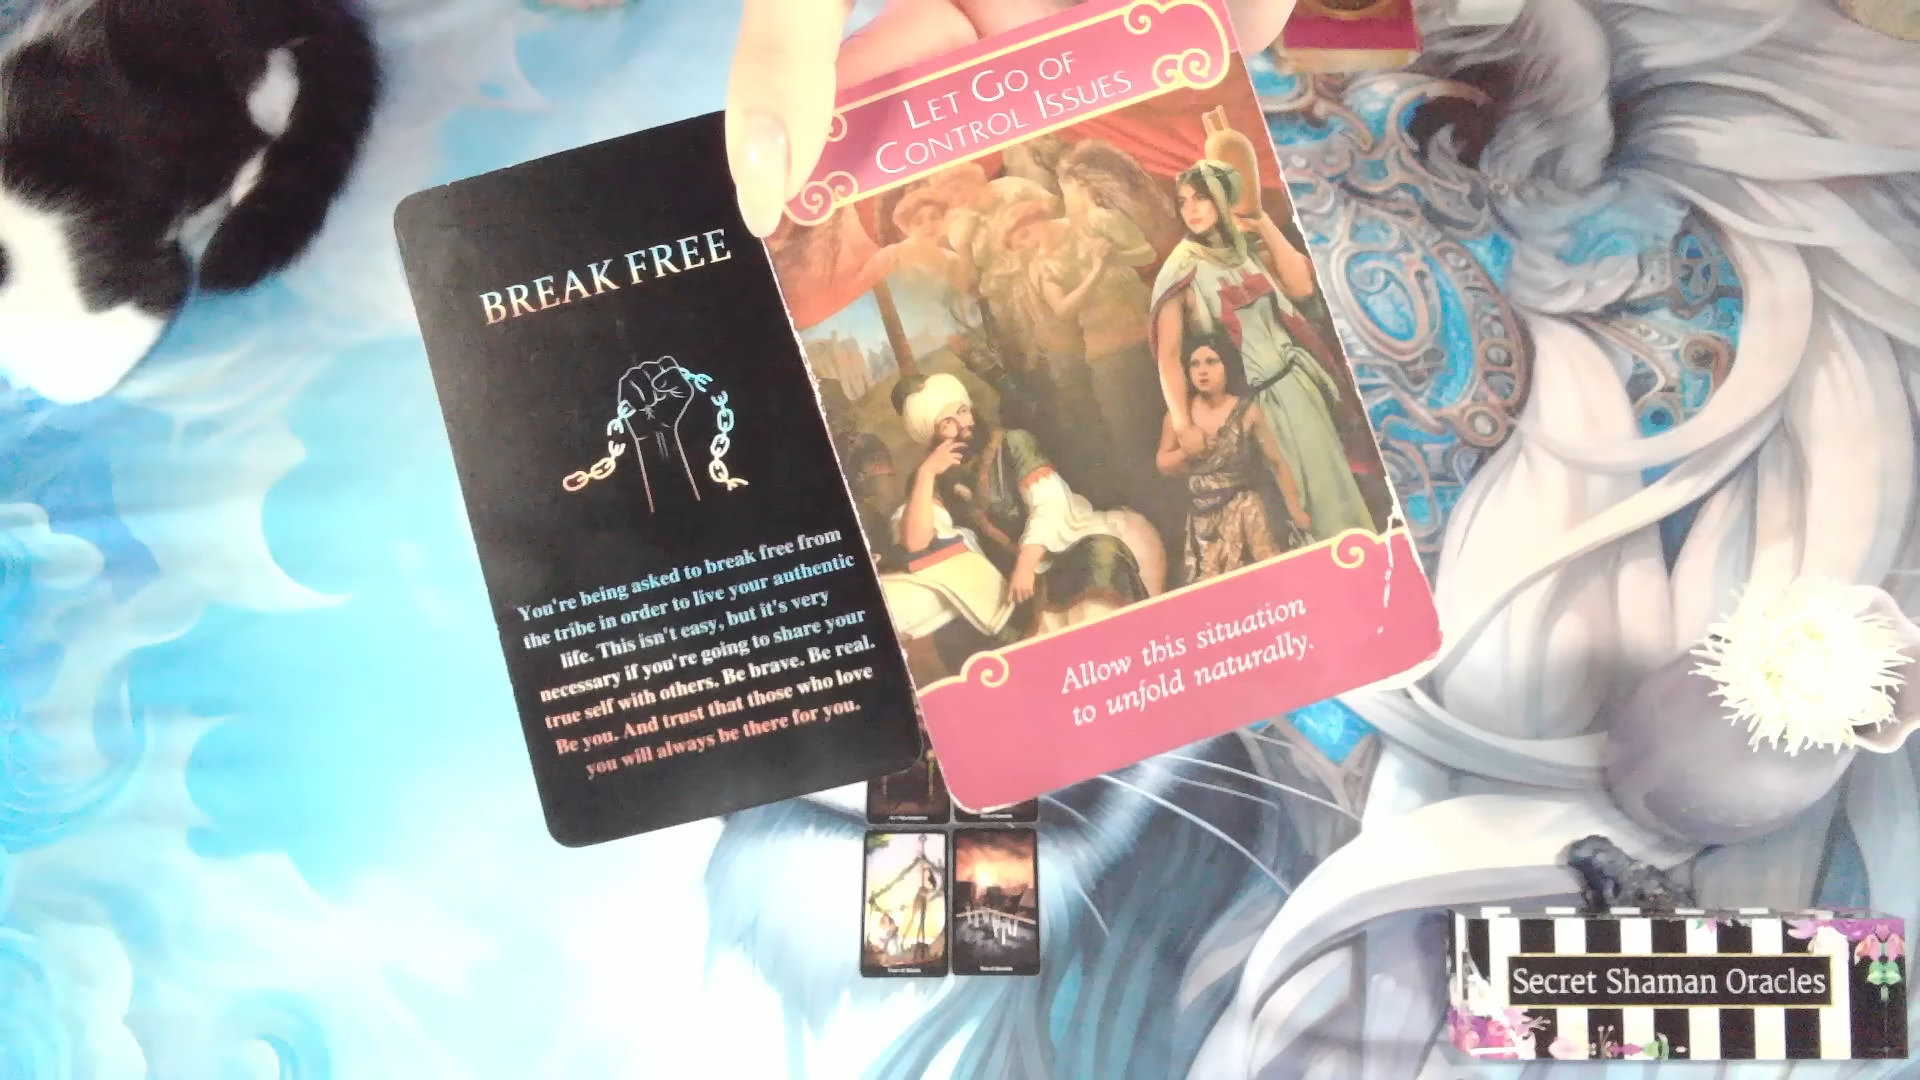 BREAK FREE
You're being asked to break free from
the tribe in order to live your authentic
life. This isn't easy, but it's very
necessary if you're going to share your
true self with others. Be brave. Be real.
Be you. And trust that those who love
you will always be there for you.
LET GO OF
CONTROL ISSUES
Allow this situation
to unfold naturally.
Secret Shaman Oracles